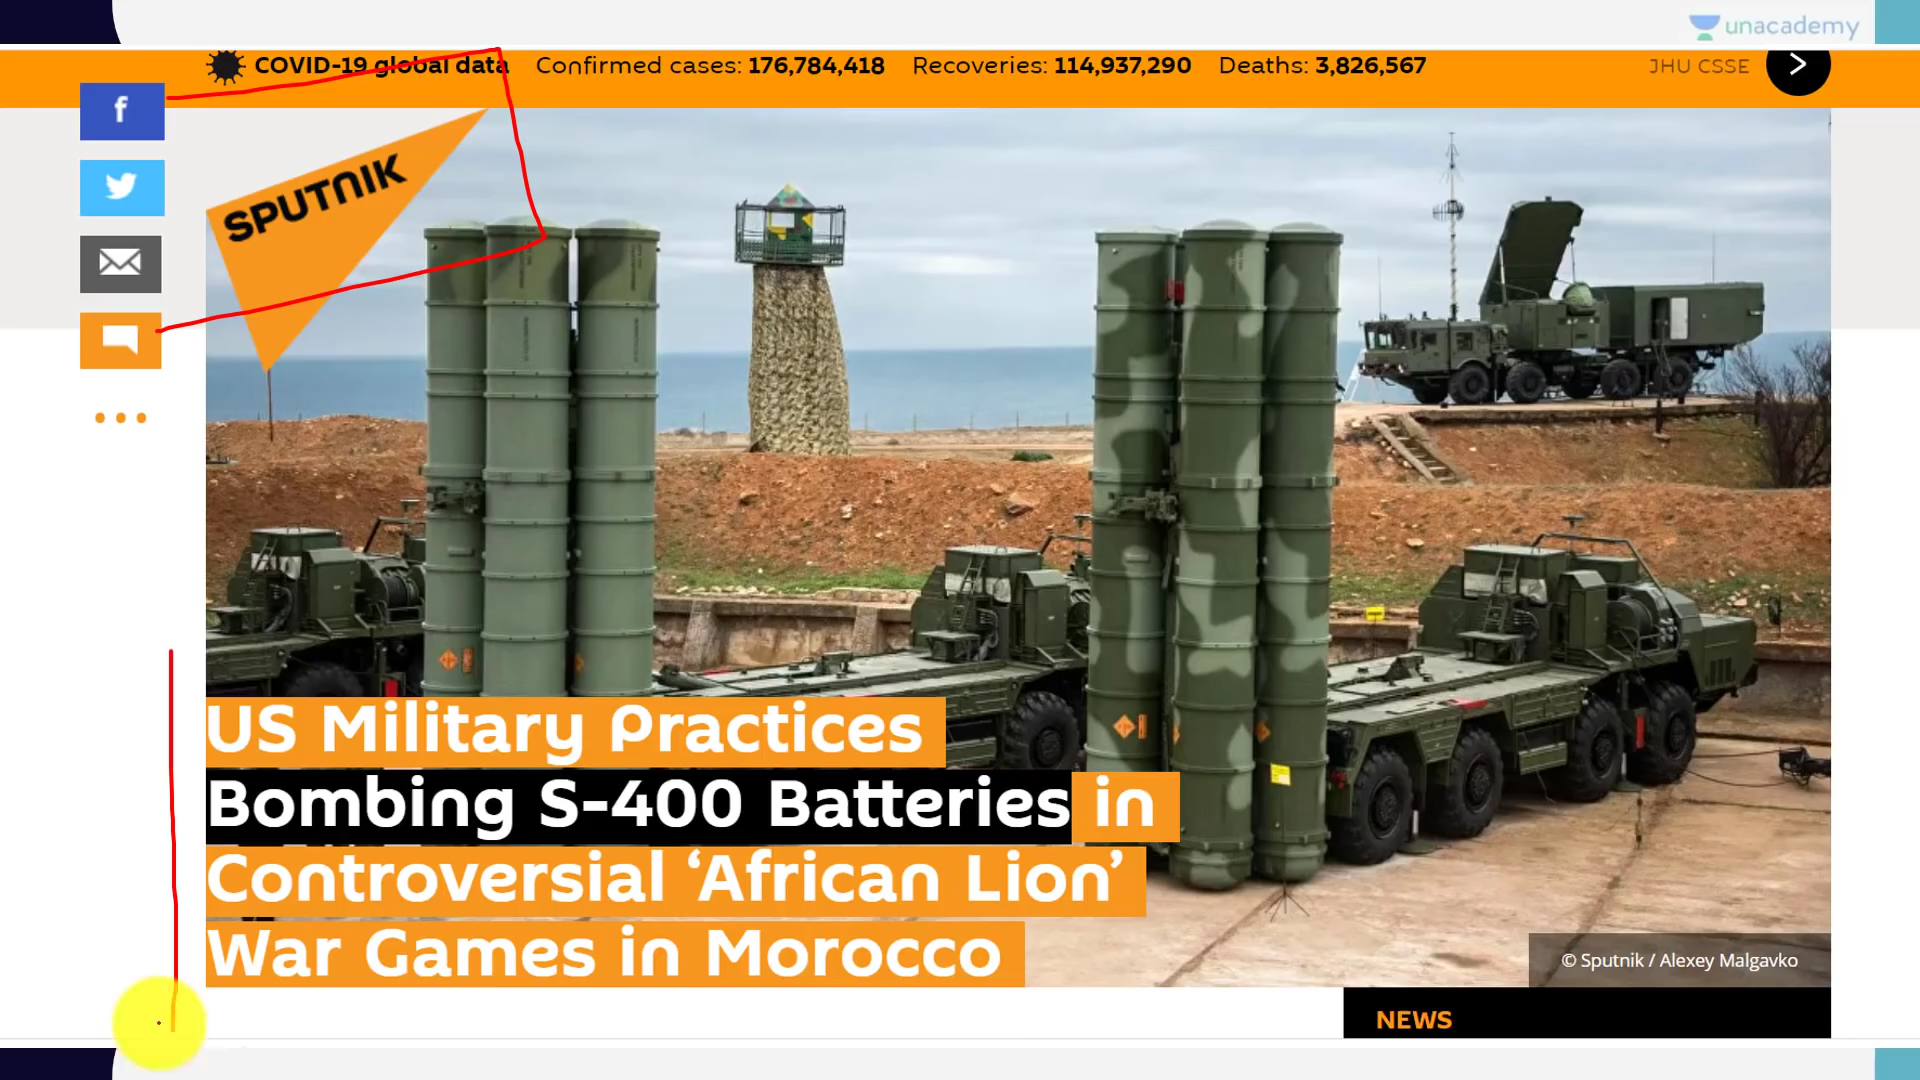 unacademy
COVID-19 global data Confirmed cases: 176,784,418 Recoveries: 114,937,290 Deaths: 3,826,567 JHU CSSE
f
SPUTNIK
US Military Practices
Bombing S-400 Batteries in
Controversial ‘African Lion’
War Games in Morocco
© Sputnik / Alexey Malgavko
NEWS